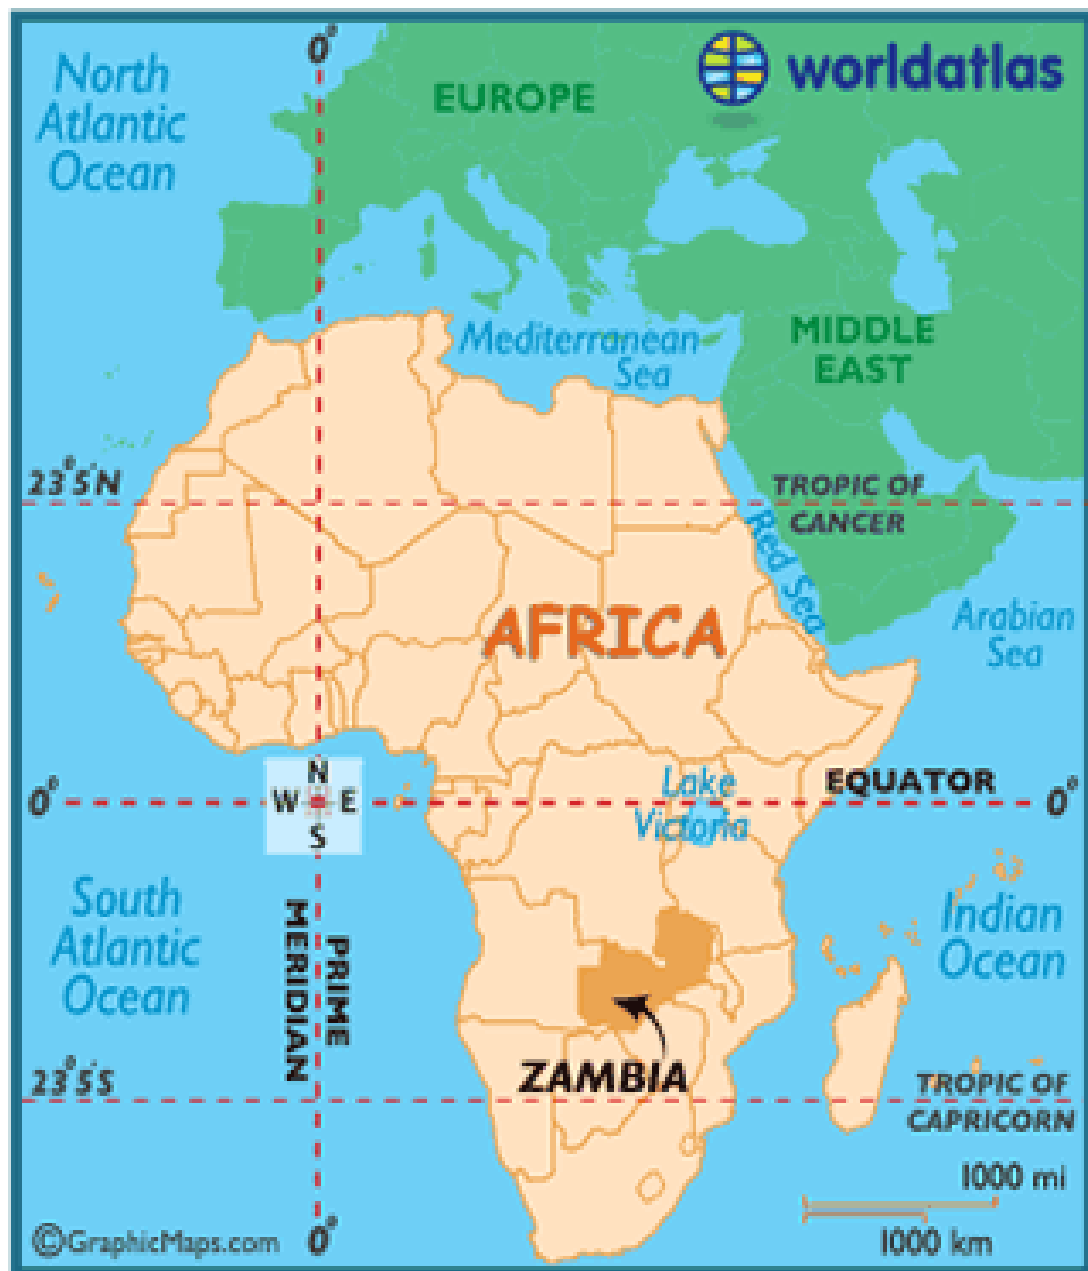 0°
worldatlas
North
Atlantic
Ocean
EUROPE
MIDDLE
EAST
Mediterranean
Sea
23°5'N
TROPIC OF
CANCER
Red Sea
AFRICA
Arabian
Sea
N
W E
S
0°
Lake
Victoria
EQUATOR
0°
South
Atlantic
Ocean
PRIME
MERIDIAN
Indian
Ocean
ZAMBIA
23°5'S
TROPIC OF
CAPRICORN
1000 mi
1000 km
©GraphicMaps.com
0°